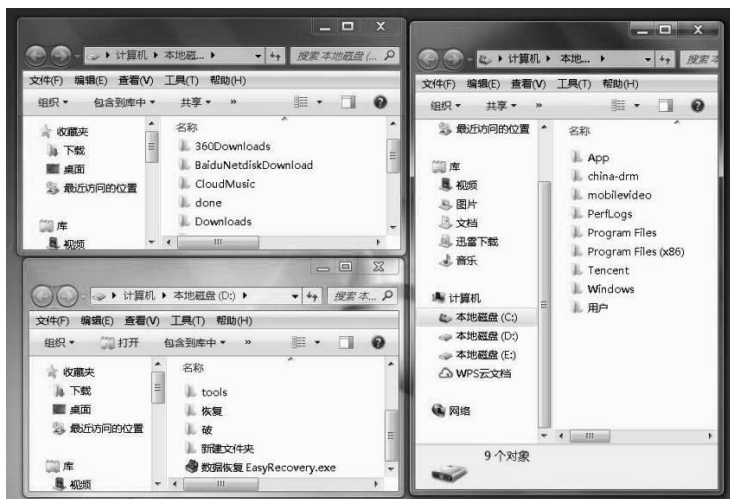 计算机 ▸ 本地磁... ▸
搜索 本地磁盘 (...
文件(F) 编辑(E) 查看(V) 工具(T) 帮助(H)
组织 包含到库中 共享 »
收藏夹
下载
桌面
最近访问的位置
库
视频
名称
360Downloads
BaiduNetdiskDownload
CloudMusic
done
Downloads
计算机 ▸ 本地磁盘 (D:) ▸
搜索 本...
文件(F) 编辑(E) 查看(V) 工具(T) 帮助(H)
组织 打开 包含到库中 »
收藏夹
下载
桌面
最近访问的位置
库
视频
名称
tools
恢复
破
新建文件夹
数据恢复 EasyRecovery.exe
计算机 ▸ 本地... ▸
搜索 本
文件(F) 编辑(E) 查看(V) 工具(T) 帮助(H)
组织 共享 »
最近访问的位置
库
视频
图片
文档
迅雷下载
音乐
计算机
本地磁盘 (C:)
本地磁盘 (D:)
本地磁盘 (E:)
WPS云文档
网络
名称
App
china-drm
mobilevideo
PerfLogs
Program Files
Program Files (x86)
Tencent
Windows
用户
9 个对象